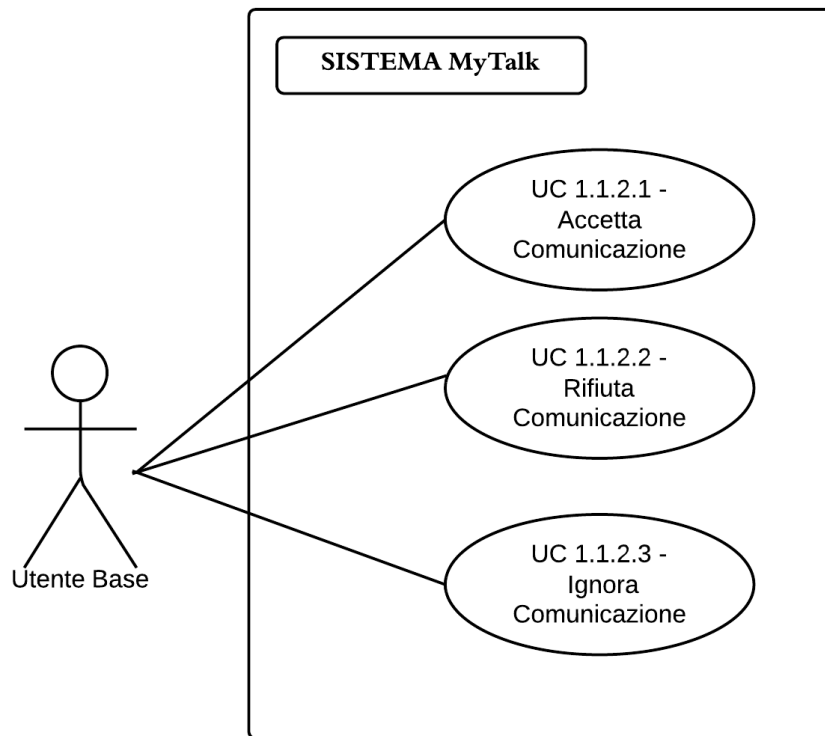 SISTEMA MyTalk
UC 1.1.2.1 -
Accetta
Comunicazione
UC 1.1.2.2 -
Rifiuta
Comunicazione
UC 1.1.2.3 -
Ignora
Comunicazione
Utente Base